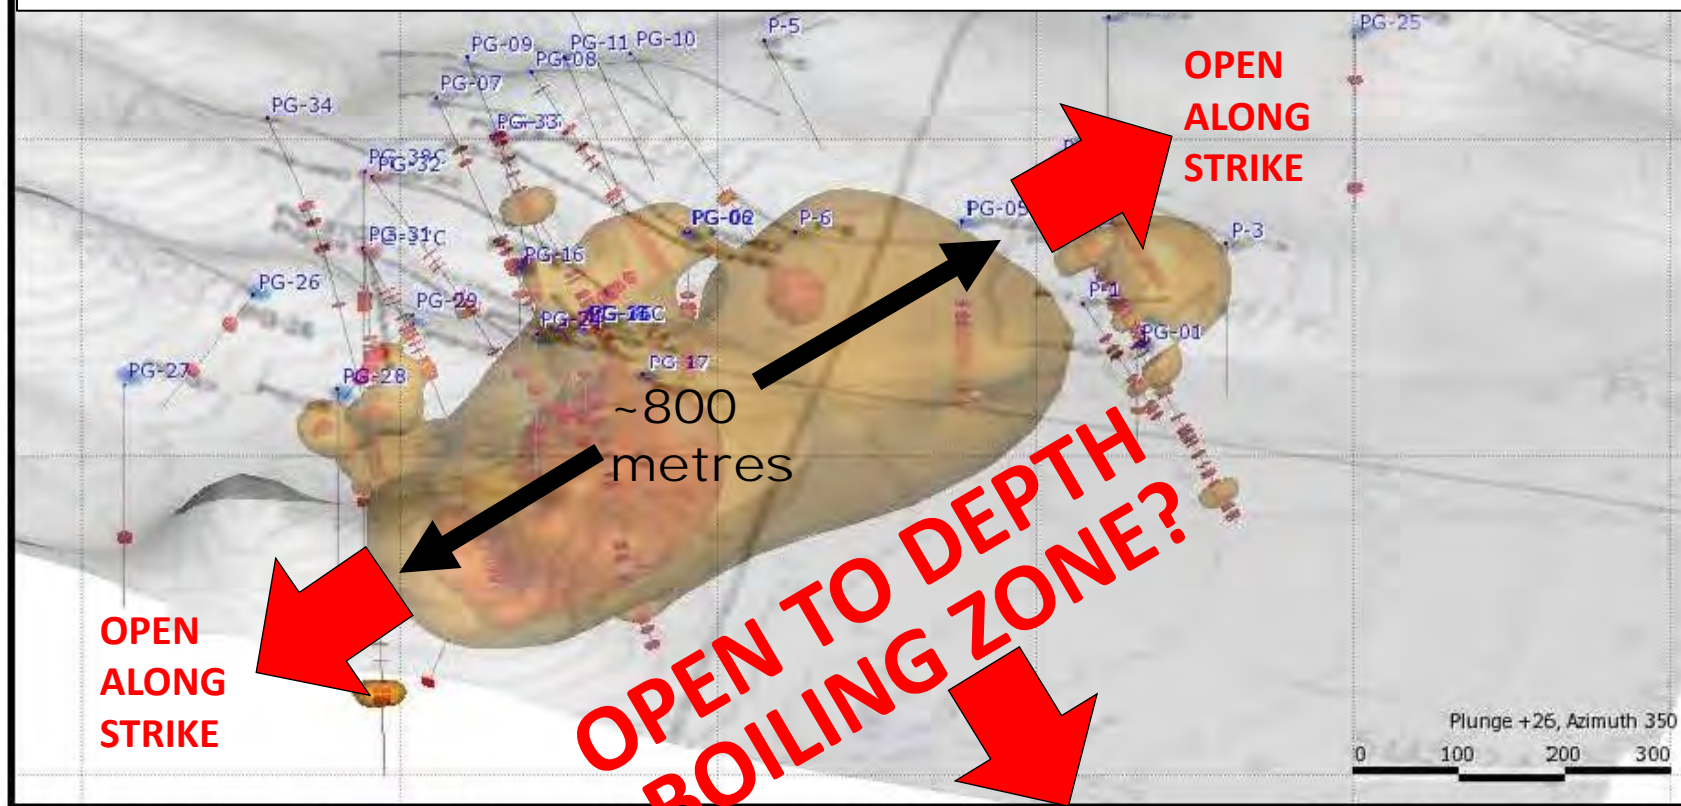 PG-25
P-5
PG-09
PG-11
PG-10
PG-08
PG-07
OPEN
ALONG
STRIKE
PG-34
PG-33
PG-32
PG-31
PG-16
PG-06
P-6
PG-05
P-3
PG-26
PG-29
P-1
PG-24
PG-01
PG-27
PG-28
PG-17
~800
metres
OPEN TO DEPTH
BOILING ZONE?
OPEN
ALONG
STRIKE
Plunge +26, Azimuth 350
0 100 200 300